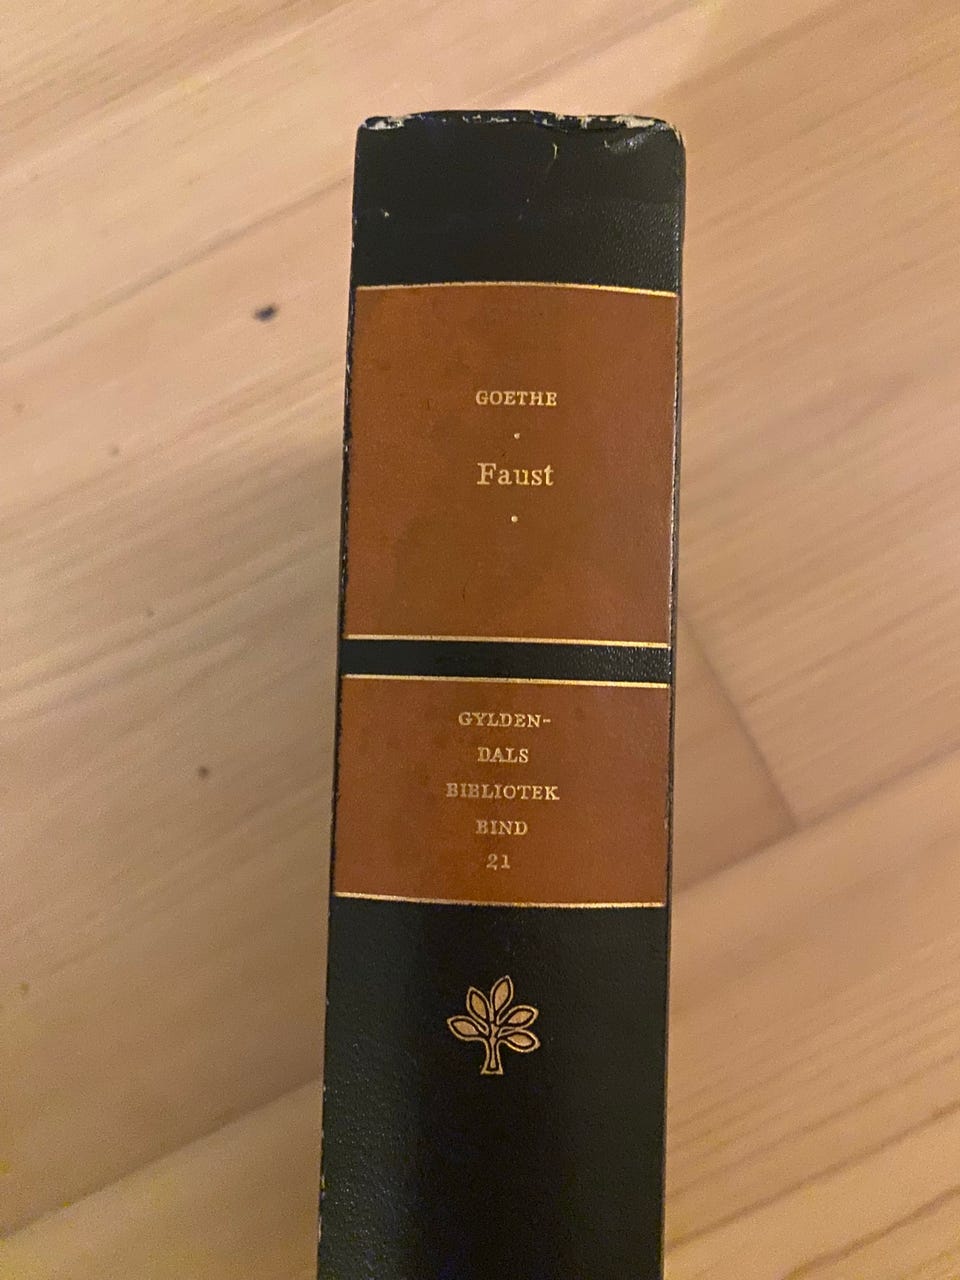 GOETHE
Faust
GYLDEN-
DALS
BIBLIOTEK
BIND
21